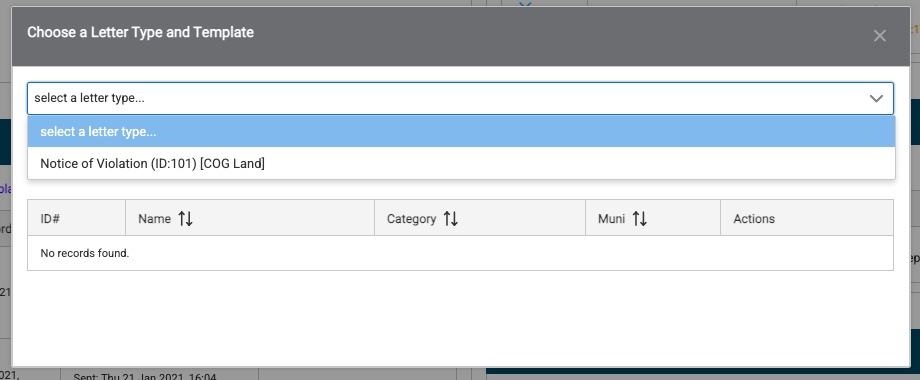 Choose a Letter Type and Template
select a letter type...
select a letter type...
Notice of Violation (ID:101) [COG Land]
ID# Name Category Muni Actions
No records found.
Sent: Thu 21 Jan 2021, 16:04